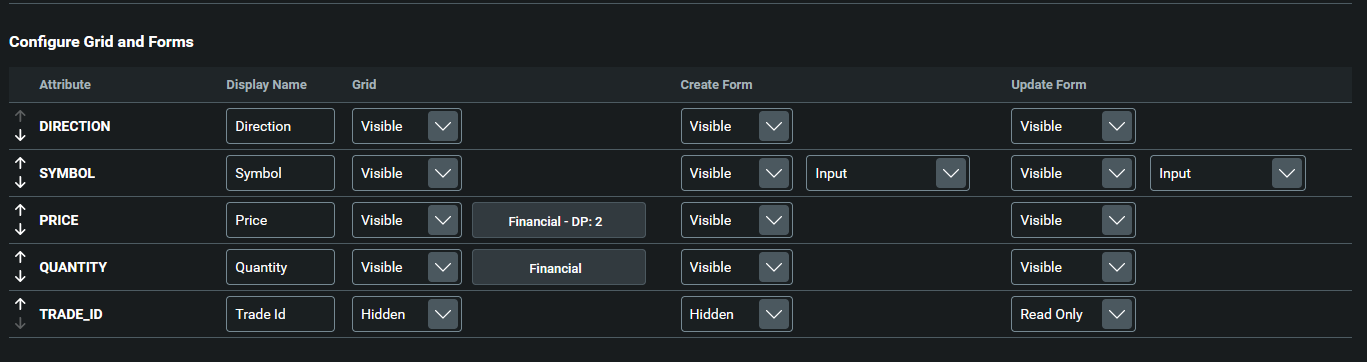 Configure Grid and Forms
Attribute Display Name Grid Create Form Update Form
DIRECTION Direction Visible Visible Visible
SYMBOL Symbol Visible Visible Input Visible Input
PRICE Price Visible Financial - DP: 2 Visible Visible
QUANTITY Quantity Visible Financial Visible Visible
TRADE_ID Trade Id Hidden Hidden Read Only